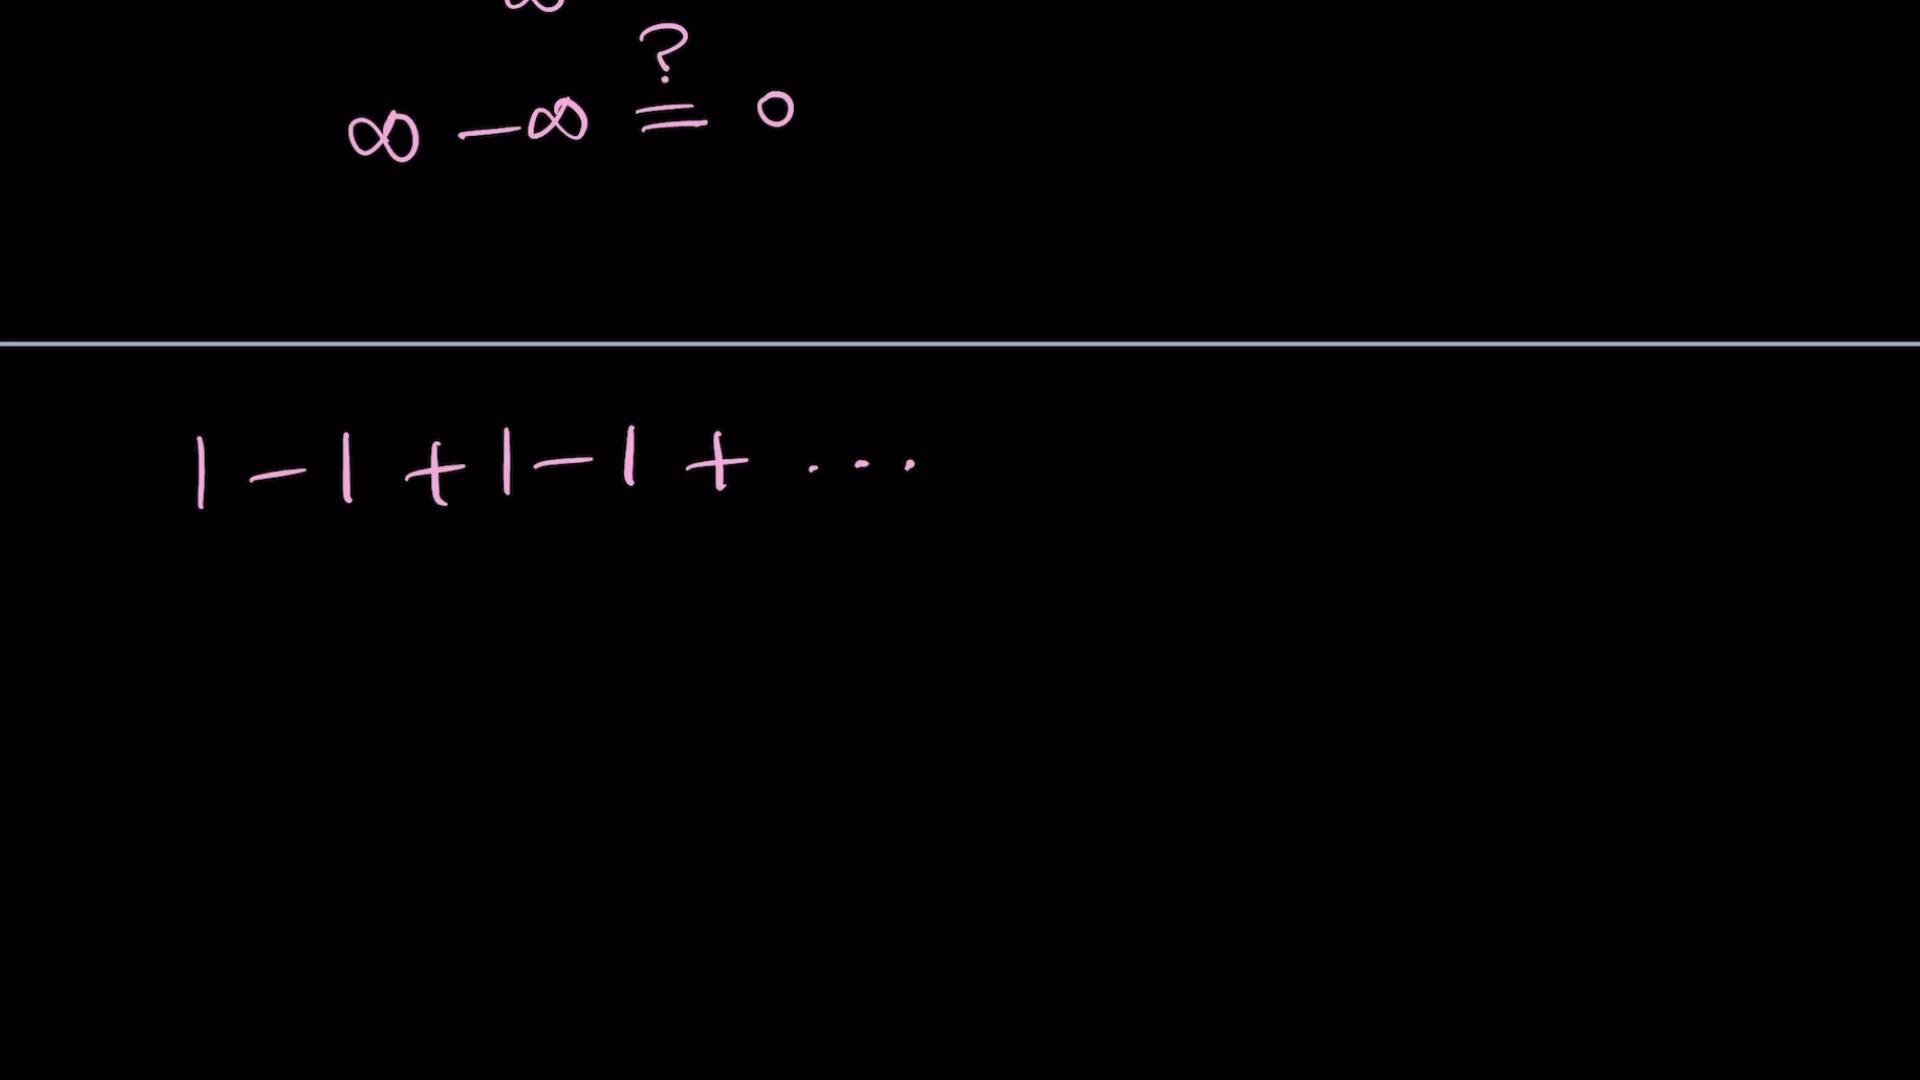 ∞
?
∞ - ∞ = 0
1 - 1 + 1 - 1 + ...